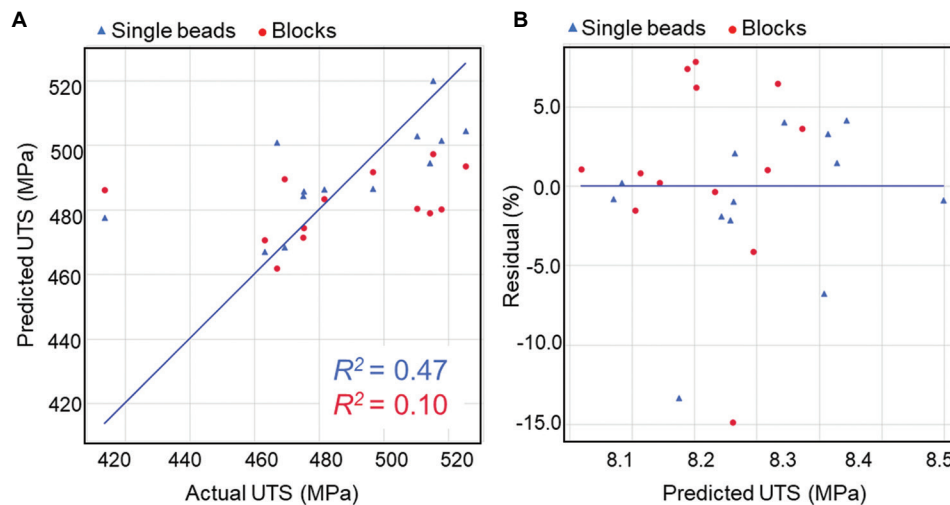 A
Single beads
Blocks
Predicted UTS (MPa)
520
500
480
460
440
420
R² = 0.47
R² = 0.10
420 440 460 480 500 520
Actual UTS (MPa)
B
Single beads
Blocks
Residual (%)
5.0
0.0
-5.0
-10.0
-15.0
8.1 8.2 8.3 8.4 8.5
Predicted UTS (MPa)